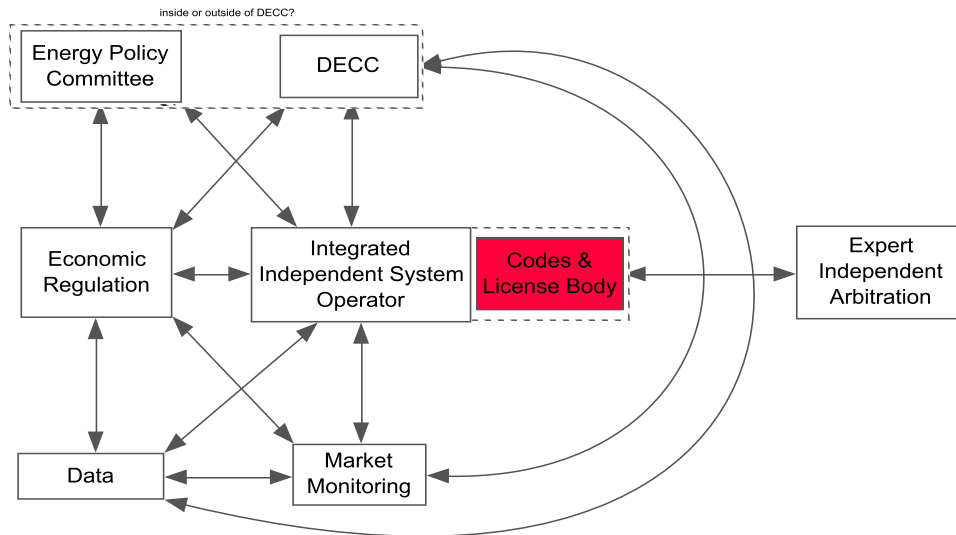 inside or outside of DECC?
Energy Policy
Committee
DECC
Economic
Regulation
Integrated
Independent System
Operator
Codes &
License Body
Expert
Independent
Arbitration
Data
Market
Monitoring